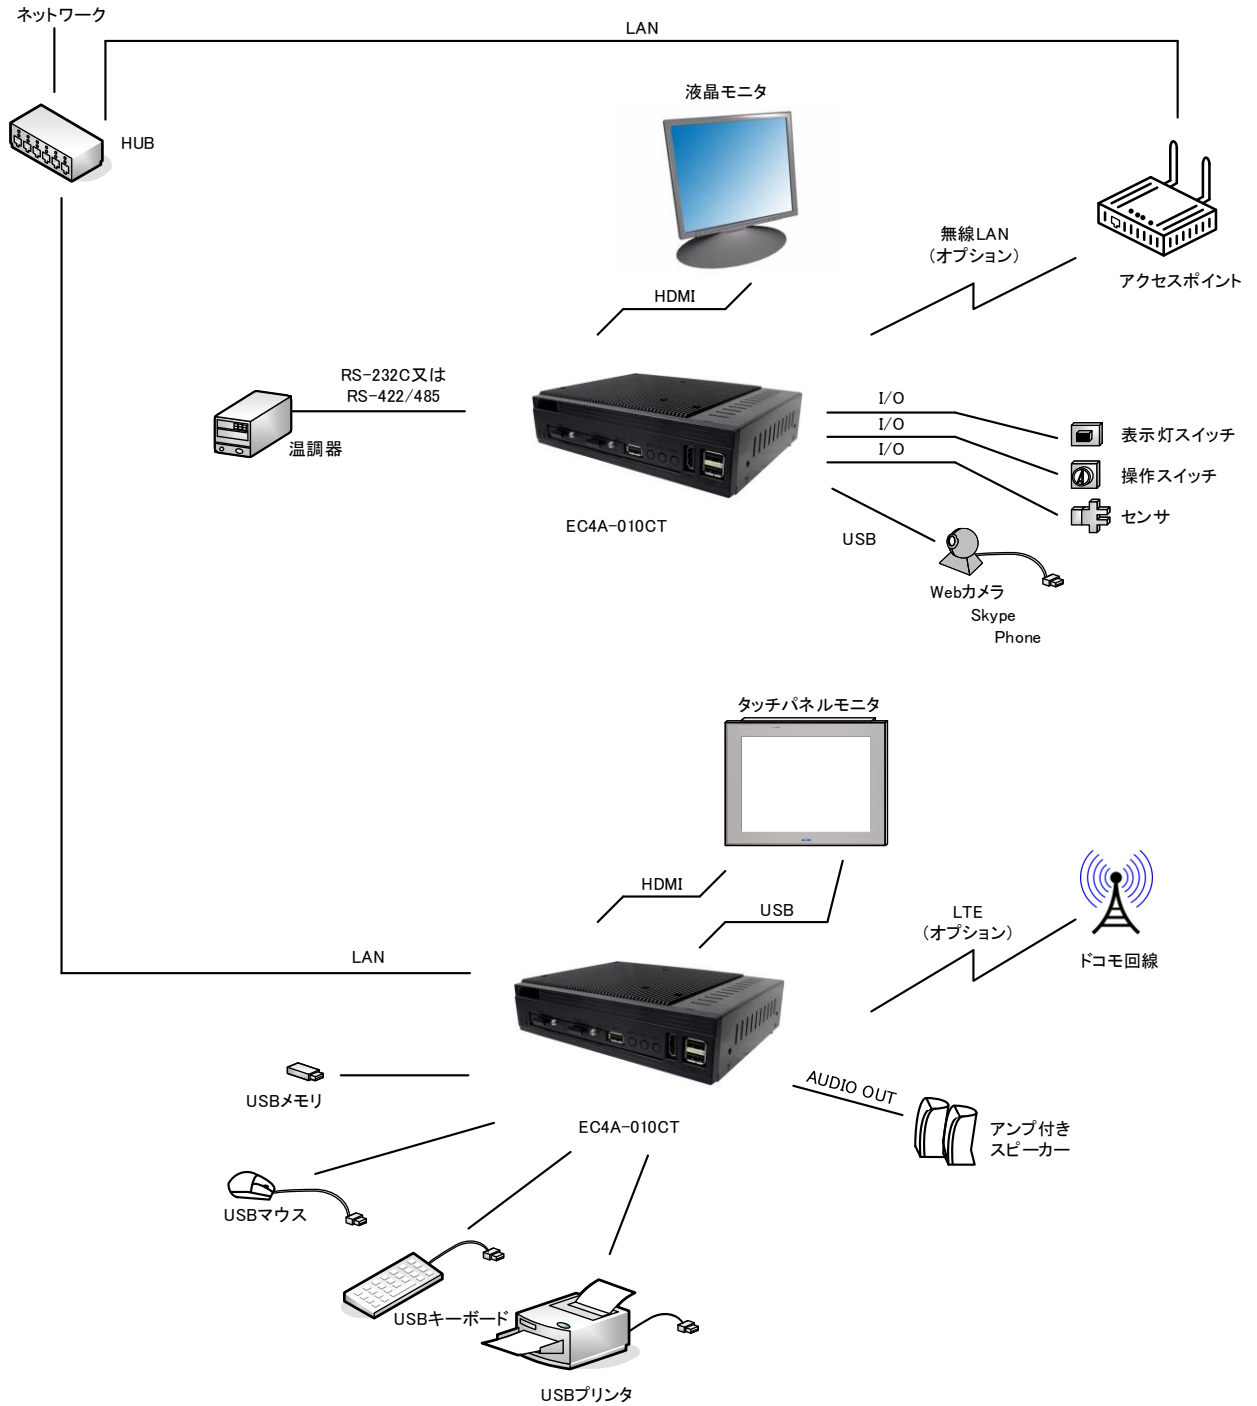 ネットワーク
LAN
HUB
液晶モニタ
無線LAN
(オプション)
アクセスポイント
HDMI
RS-232C又は
RS-422/485
温調器
I/O
I/O
I/O
表示灯スイッチ
操作スイッチ
センサ
EC4A-010CT
USB
Webカメラ
Skype
Phone
タッチパネルモニタ
HDMI
USB
LTE
(オプション)
ドコモ回線
LAN
USBメモリ
AUDIO OUT
アンプ付き
スピーカー
EC4A-010CT
USBマウス
USBキーボード
USBプリンタ